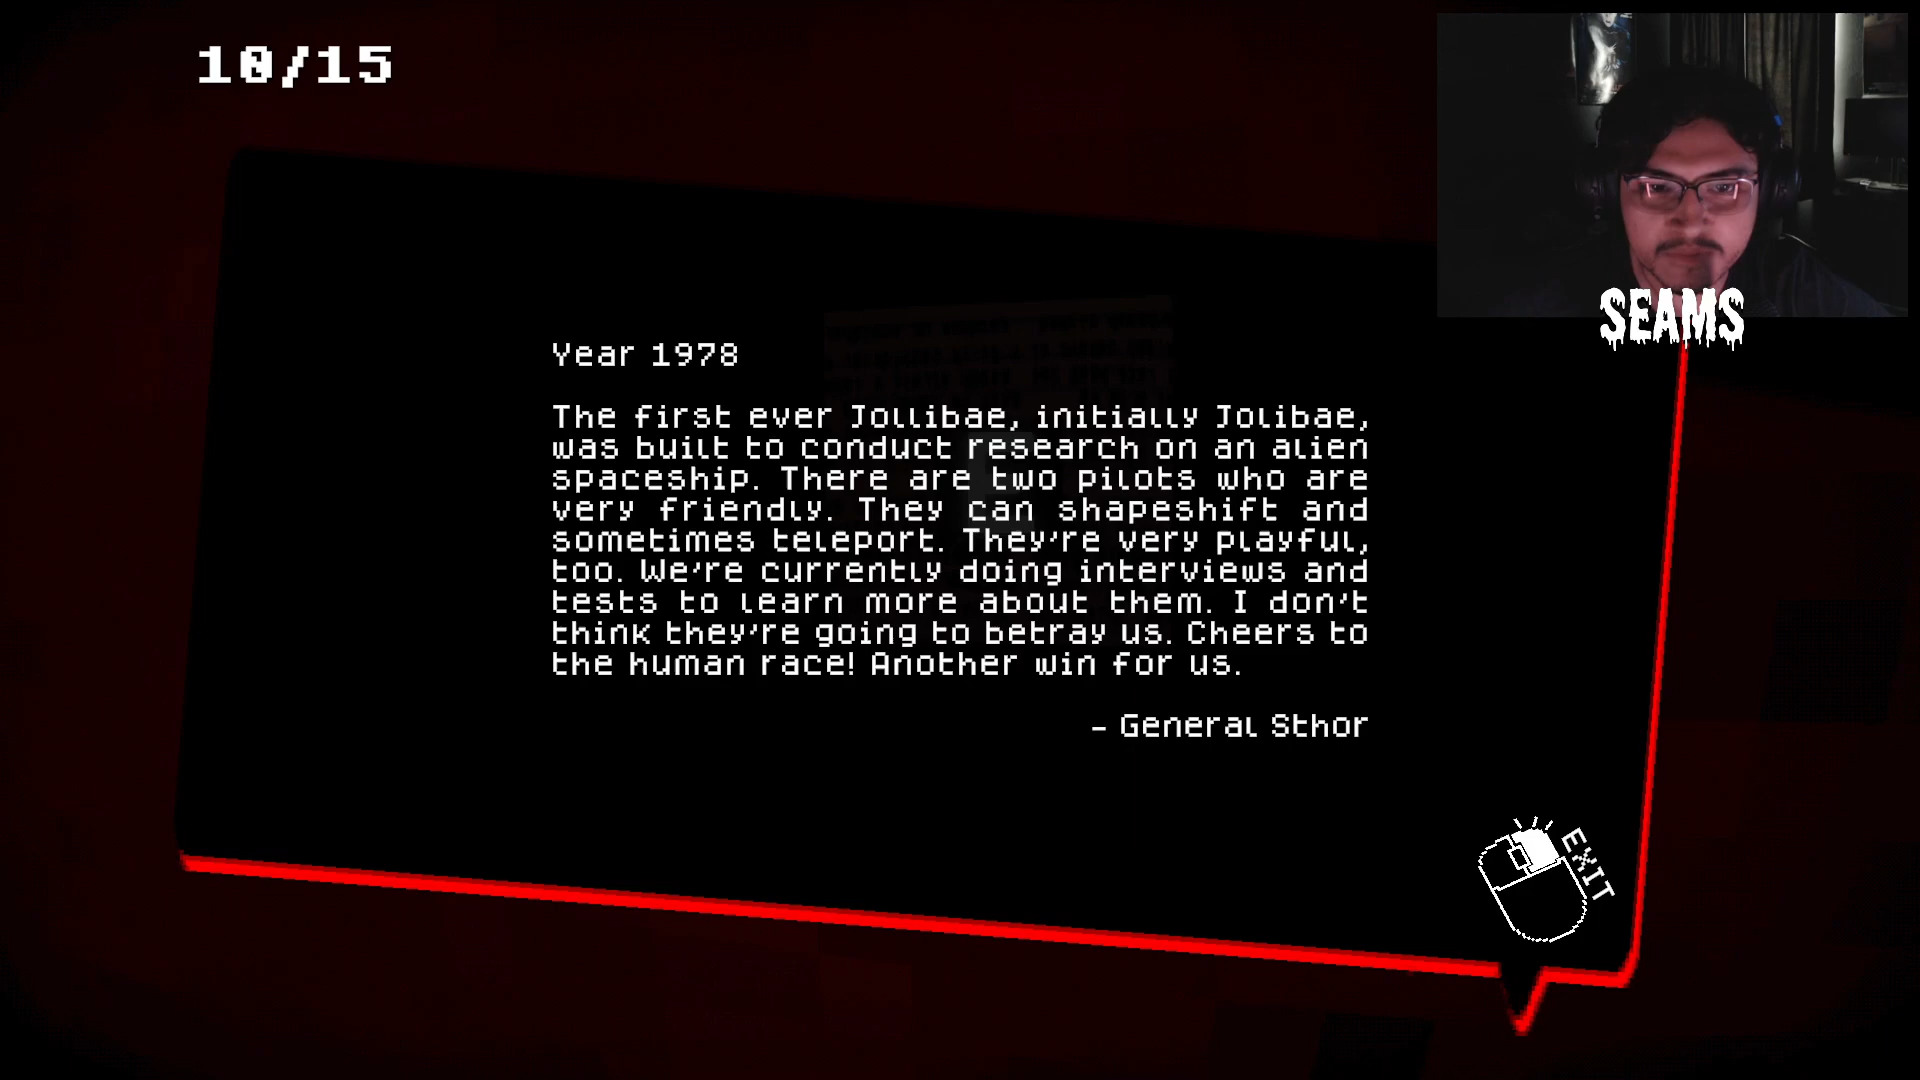 10/15
SEAMS
Year 1978
The first ever Jollibae, initially Jolibae,
was built to conduct research on an alien
spaceship. There are two pilots who are
very friendly. They can shapeshift and
sometimes teleport. They're very playful,
too. We're currently doing interviews and
tests to learn more about them. I don't
think they're going to betray us. Cheers to
the human race! Another win for us.
- General Sthor
EXIT